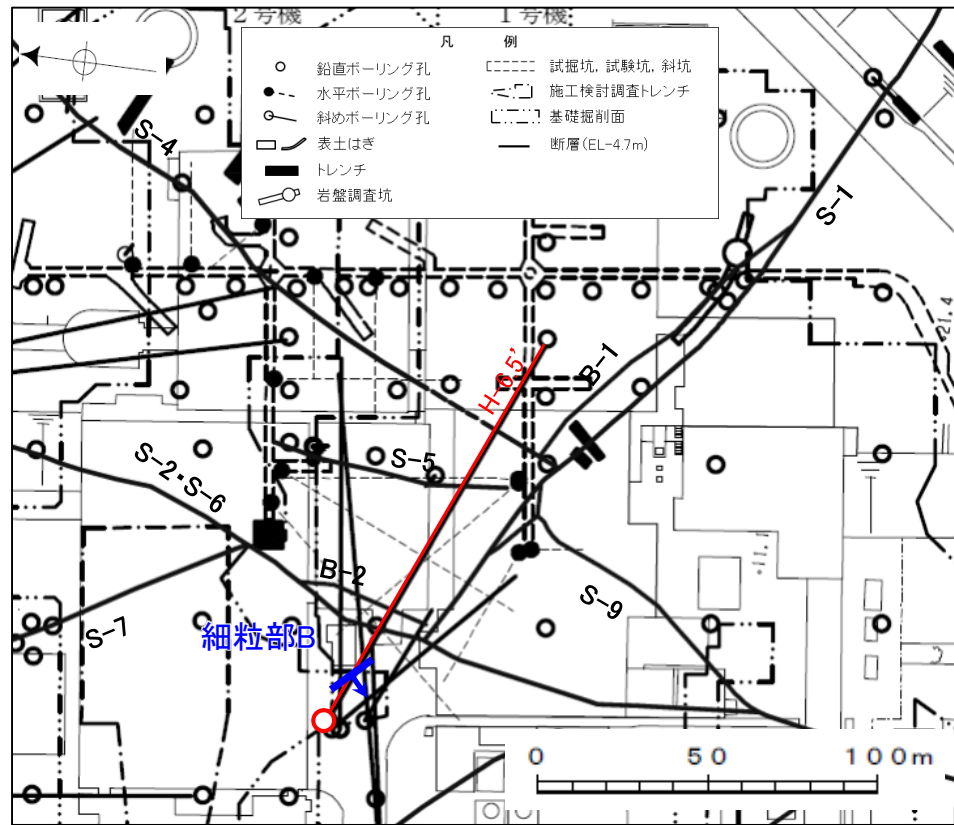 ２号機
１号機
凡　例
鉛直ボーリング孔
水平ボーリング孔
斜めボーリング孔
表土はぎ
トレンチ
岩盤調査坑
試掘坑, 試験坑, 斜坑
施工検討調査トレンチ
基礎掘削面
断層(EL-4.7m)
S-4
S-1
21.4
B-1
H-6.5'
S-5
S-2・S-6
11.1
B-2
S-9
S-7
細粒部B
0 50 100m